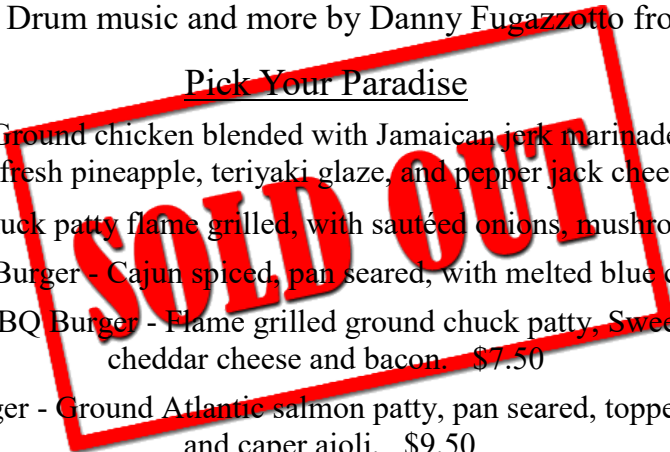 Drum music and more by Danny Fugazzotto fro
Pick Your Paradise
Ground chicken blended with Jamaican jerk marinade
fresh pineapple, teriyaki glaze, and pepper jack chee
uck patty flame grilled, with sautéed onions, mushro
Burger - Cajun spiced, pan seared, with melted blue c
BQ Burger - Flame grilled ground chuck patty, Swee
cheddar cheese and bacon. $7.50
ger - Ground Atlantic salmon patty, pan seared, toppe
and caper aioli. $9.50
SOLD OUT